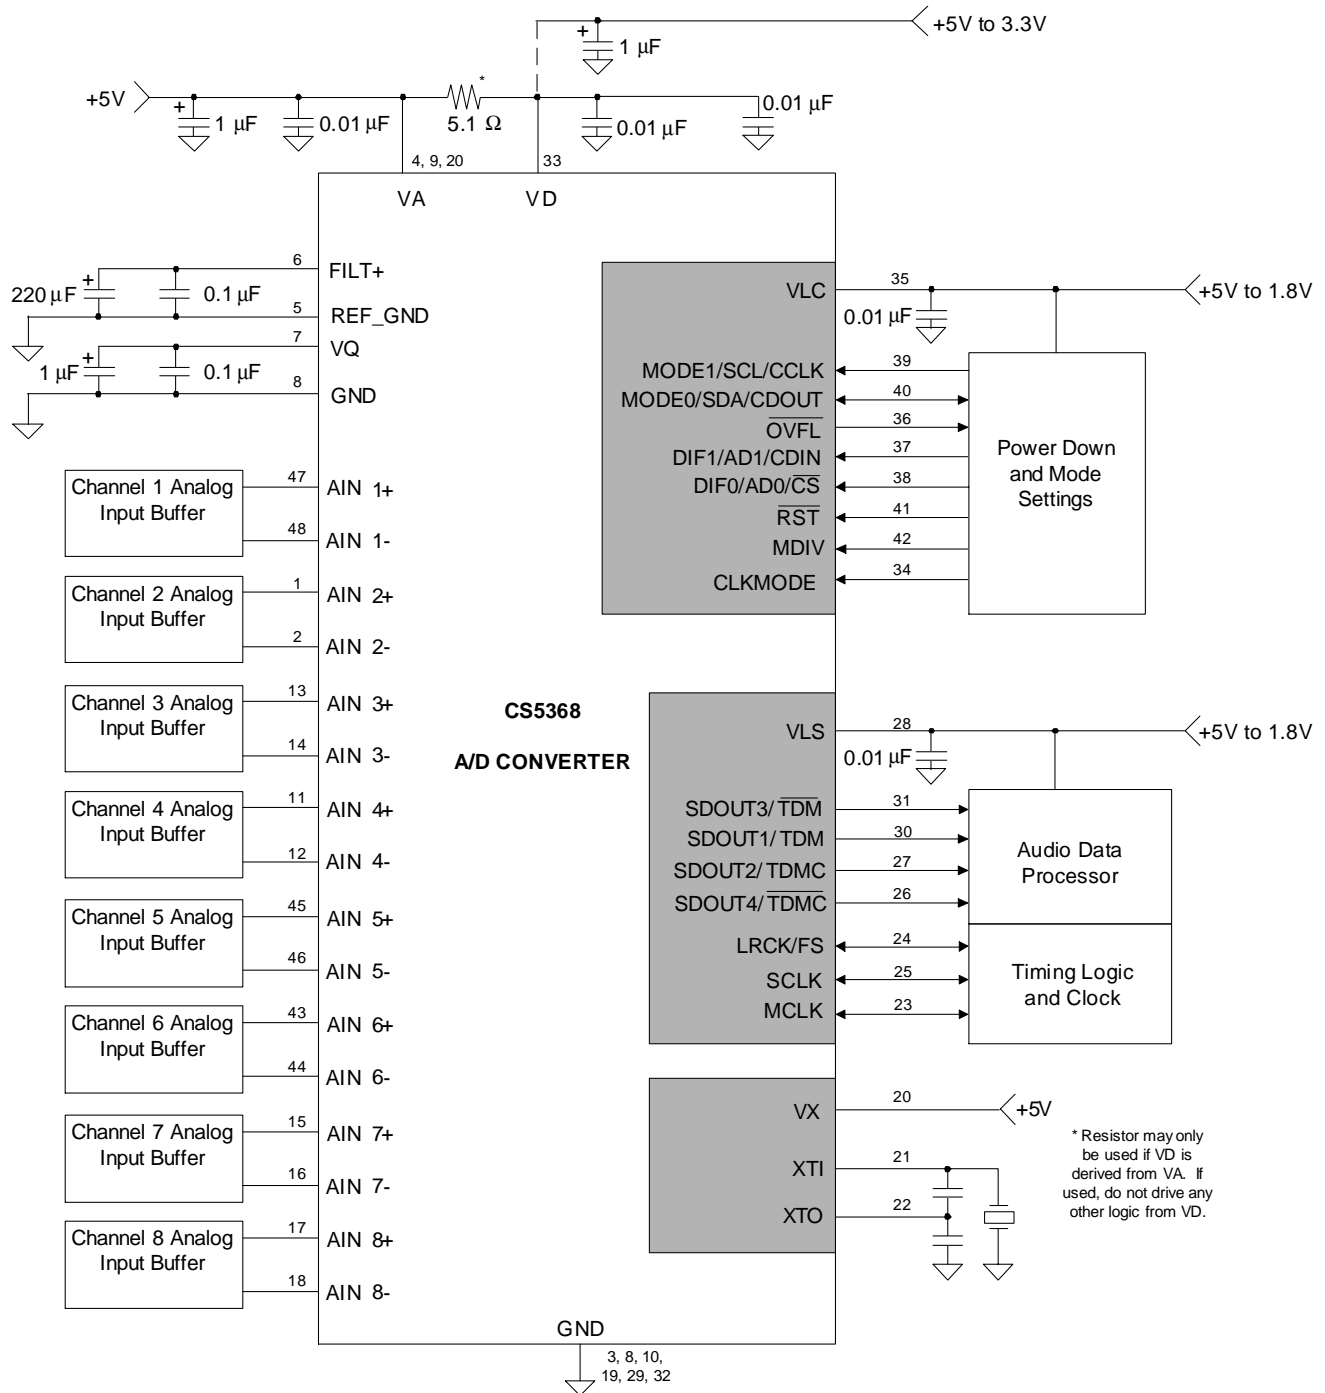 +5V to 3.3V
+
1 µF
+5V
+
1 µF
0.01 µF
*
5.1 Ω
0.01 µF
0.01 µF
4, 9, 20
33
VA
VD
6
FILT+
220 µF
+
0.1 µF
5
REF_GND
7
VQ
1 µF
+
0.1 µF
8
GND
VLC
35
+5V to 1.8V
0.01 µF
MODE1/SCL/CCLK
39
MODE0/SDA/CDOUT
40
OVFL
36
DIF1/AD1/CDIN
37
DIF0/AD0/CS
38
RST
41
MDIV
42
CLKMODE
34
Power Down
and Mode
Settings
Channel 1 Analog
Input Buffer
47
AIN 1+
48
AIN 1-
Channel 2 Analog
Input Buffer
1
AIN 2+
2
AIN 2-
Channel 3 Analog
Input Buffer
13
AIN 3+
14
AIN 3-
Channel 4 Analog
Input Buffer
11
AIN 4+
12
AIN 4-
Channel 5 Analog
Input Buffer
45
AIN 5+
46
AIN 5-
Channel 6 Analog
Input Buffer
43
AIN 6+
44
AIN 6-
Channel 7 Analog
Input Buffer
15
AIN 7+
16
AIN 7-
Channel 8 Analog
Input Buffer
17
AIN 8+
18
AIN 8-
CS5368
A/D CONVERTER
VLS
28
+5V to 1.8V
0.01 µF
SDOUT3/TDM
31
SDOUT1/TDM
30
SDOUT2/TDMC
27
SDOUT4/TDMC
26
LRCK/FS
24
SCLK
25
MCLK
23
Audio Data
Processor
Timing Logic
and Clock
VX
20
+5V
XTI
21
XTO
22
* Resistor may only
be used if VD is
derived from VA. If
used, do not drive any
other logic from VD.
GND
3, 8, 10,
19, 29, 32